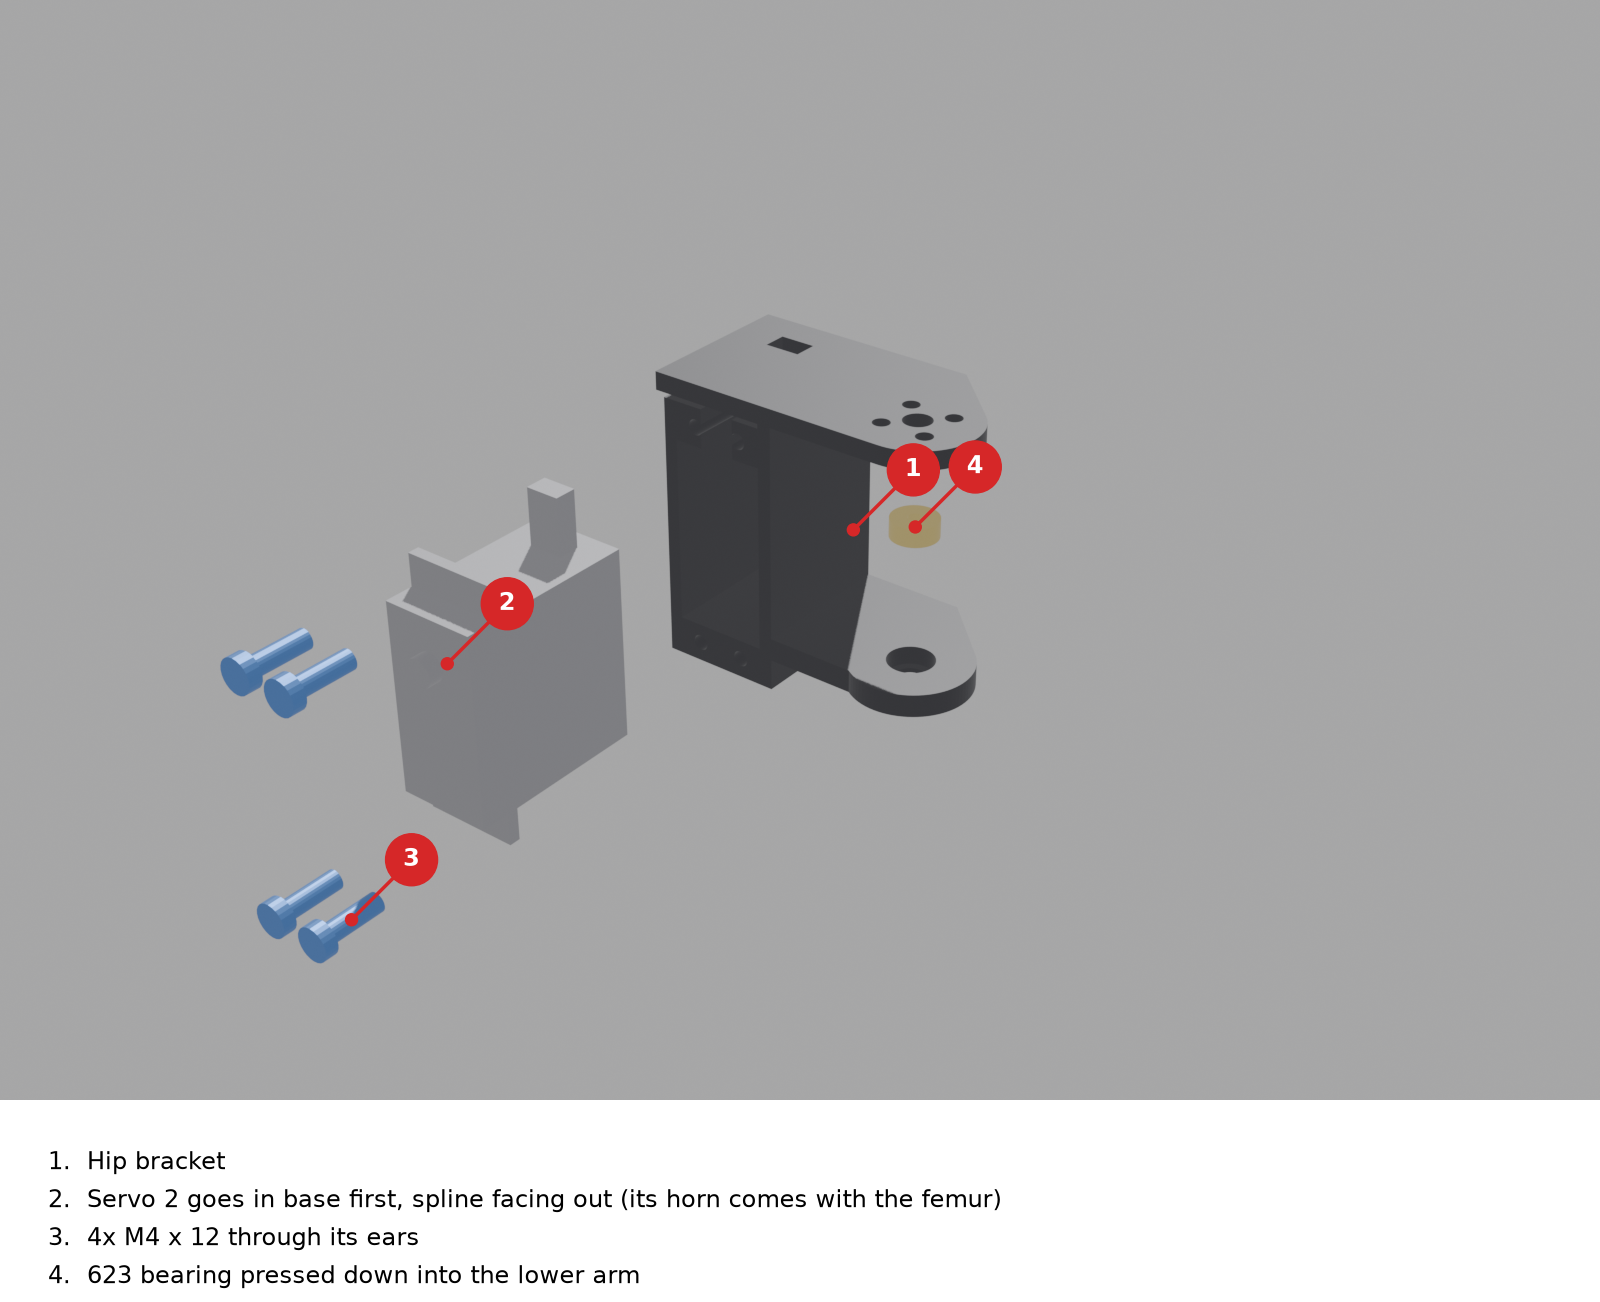 1
4
2
3
1. Hip bracket
2. Servo 2 goes in base first, spline facing out (its horn comes with the femur)
3. 4x M4 x 12 through its ears
4. 623 bearing pressed down into the lower arm